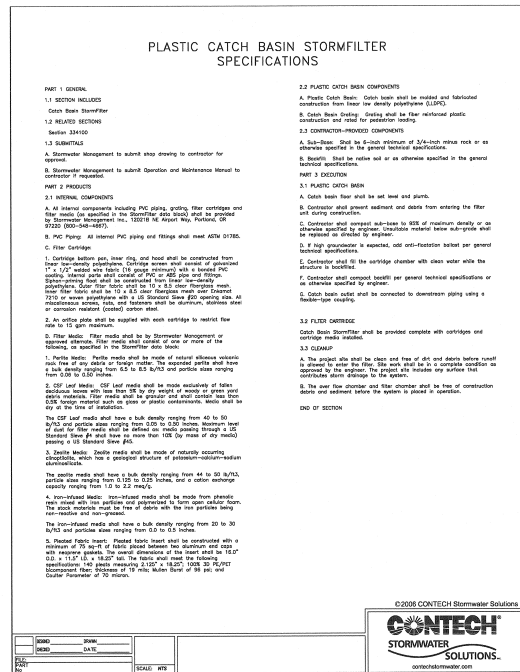 PLASTIC CATCH BASIN STORMFILTER
SPECIFICATIONS
PART 1 GENERAL
1.1 SECTION INCLUDES
Catch Basin StormFilter
1.2 RELATED SECTIONS
Section 334100
1.3 SUBMITTALS
A. Stormwater Management to submit shop drawing to contractor for
approval.
B. Stormwater Management to submit Operation and Maintenance Manual to
contractor if requested.
PART 2 PRODUCTS
2.1 INTERNAL COMPONENTS
A. All internal components including PVC piping, grating, filter cartridges and
filter media (as specified in the StormFilter data block) shall be provided
by Stormwater Management Inc., 12021B NE Airport Way, Portland, OR
97220 (800-548-4667).
B. PVC Piping: All internal PVC piping and fittings shall meet ASTM D1785.
C. Filter Cartridge:
1. Cartridge bottom pan, inner ring, and hood shall be constructed from
linear low-density polyethylene. Cartridge screen shall consist of galvanized
1" x 1/2" welded wire fabric (16 gauge minimum) with a bonded PVC
coating. Internal parts shall consist of PVC or ABS pipe and fittings.
Siphon-priming float shall be constructed from linear low-density
polyethylene. Outer filter fabric shall be 10 x 8.5 clear fiberglass mesh.
Inner filter fabric shall be 10 x 8.5 clear fiberglass mesh over Enkamat
7210 or woven polyethylene with a US Standard Sieve #20 opening size. All
miscellaneous screws, nuts, and fasteners shall be aluminum, stainless steel
or corrosion resistant (coated) carbon steel.
2. An orifice plate shall be supplied with each cartridge to restrict flow
rate to 15 gpm maximum.
D. Filter Media: Filter media shall be by Stormwater Management or
approved alternate. Filter media shall consist of one or more of the
following, as specified in the StormFilter data block:
1. Perlite Media: Perlite media shall be made of natural siliceous volcanic
rock free of any debris or foreign matter. The expanded perlite shall have
a bulk density ranging from 6.5 to 8.5 lb/ft3 and particle sizes ranging
from 0.06 to 0.50 inches.
2. CSF Leaf Media: CSF Leaf media shall be made exclusively of fallen
deciduous leaves with less than 5% by dry weight of woody or green yard
debris materials. Filter media shall be granular and shall contain less than
0.5% foreign material such as glass or plastic contaminants. Media shall be
dry at the time of installation.
The CSF Leaf media shall have a bulk density ranging from 40 to 50
lb/ft3 and particle sizes ranging from 0.05 to 0.50 inches. Maximum level
of dust for filter media shall be defined as: media passing through a US
Standard Sieve #4 shall have no more than 10% (by mass of dry media)
passing a US Standard Sieve #45.
3. Zeolite Media: Zeolite media shall be made of naturally occurring
clinoptilolite, which has a geological structure of potassium-calcium-sodium
aluminosilicate.
The zeolite media shall have a bulk density ranging from 44 to 50 lb/ft3,
particle sizes ranging from 0.125 to 0.25 inches, and a cation exchange
capacity ranging from 1.0 to 2.2 meq/g.
4. Iron-infused Media: Iron-infused media shall be made from phenolic
resin mixed with iron particles and polymerized to form open cellular foam.
The stock materials must be free of debris with the iron particles being
non-reactive and non-greased.
The iron-infused media shall have a bulk density ranging from 20 to 30
lb/ft3 and particles sizes ranging from 0.0 to 0.5 inches.
5. Pleated Fabric Insert: Pleated fabric insert shall be constructed with a
minimum of 75 sq-ft of fabric placed between two aluminum end caps
with neoprene gaskets. The overall dimensions of the insert shall be 16.0"
O.D. x 11.5" I.D. x 18.25" tall. The fabric shall meet the following
specifications: 140 pleats measuring 2.125" x 18.25"; 100% 3D PE/PET
bicomponent fiber; thickness of 19 mils; Mullen Burst of 96 psi; and
Coulter Porometer of 70 micron.
2.2 PLASTIC CATCH BASIN COMPONENTS
A. Plastic Catch Basin: Catch basin shall be molded and fabricated
construction from linear low density polyethylene (LLDPE).
B. Catch Basin Grating: Grating shall be fiber reinforced plastic
construction and rated for pedestrian loading.
2.3 CONTRACTOR-PROVIDED COMPONENTS
A. Sub-Base: Shall be 6-inch minimum of 3/4-inch minus rock or as
otherwise specified in the general technical specifications.
B. Backfill: Shall be native soil or as otherwise specified in the general
technical specifications.
PART 3 EXECUTION
3.1 PLASTIC CATCH BASIN
A. Catch basin floor shall be set level and plumb.
B. Contractor shall prevent sediment and debris from entering the filter
unit during construction.
C. Contractor shall compact sub-base to 95% of maximum density or as
otherwise specified by engineer. Unsuitable material below sub-grade shall
be replaced as directed by engineer.
D. If high groundwater is expected, add anti-floatation ballast per general
technical specifications.
E. Contractor shall fill the cartridge chamber with clean water while the
structure is backfilled.
F. Contractor shall compact backfill per general technical specifications or
as otherwise specified by engineer.
G. Catch basin outlet shall be connected to downstream piping using a
flexible-type coupling.
3.2 FILTER CARTRIDGE
Catch Basin StormFilter shall be provided complete with cartridges and
cartridge media installed.
3.3 CLEANUP
A. The project site shall be clean and free of dirt and debris before runoff
is allowed to enter the filter. Site work shall be in a complete condition as
approved by the engineer. The project site includes any surface that
contributes storm drainage to the system.
B. The over flow chamber and filter chamber shall be free of construction
debris and sediment before the system is placed in operation.
END OF SECTION
©2006 CONTECH Stormwater Solutions
CONTECH®
STORMWATER
SOLUTIONS
contechstormwater.com
DRAWN
DATE
FILE:
PART
No
SCALE: NTS